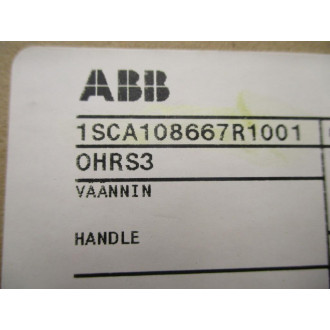 ABB
1SCA108667R1001
OHRS3
VAANNIN
HANDLE